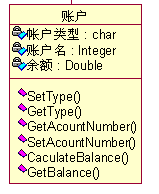 账户
帐户类型 : char
账户名 : Integer
余额 : Double
SetType()
GetType()
GetAcountNumber()
SetAcountNumber()
CaculateBalance()
GetBalance()